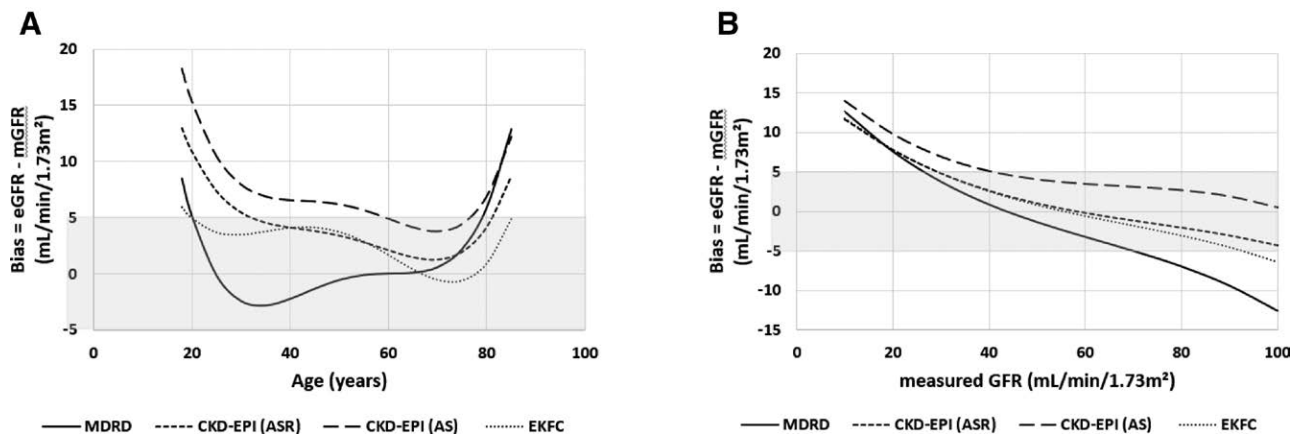 A
Bias = eGFR - mGFR
(mL/min/1.73m²)
20
15
10
5
0
-5
0
20
40
60
80
100
Age (years)
MDRD
CKD-EPI (ASR)
CKD-EPI (AS)
EKFC
B
Bias = eGFR - mGFR
(mL/min/1.73m²)
20
15
10
5
0
-5
-10
-15
0
20
40
60
80
100
measured GFR (mL/min/1.73m²)
MDRD
CKD-EPI (ASR)
CKD-EPI (AS)
EKFC